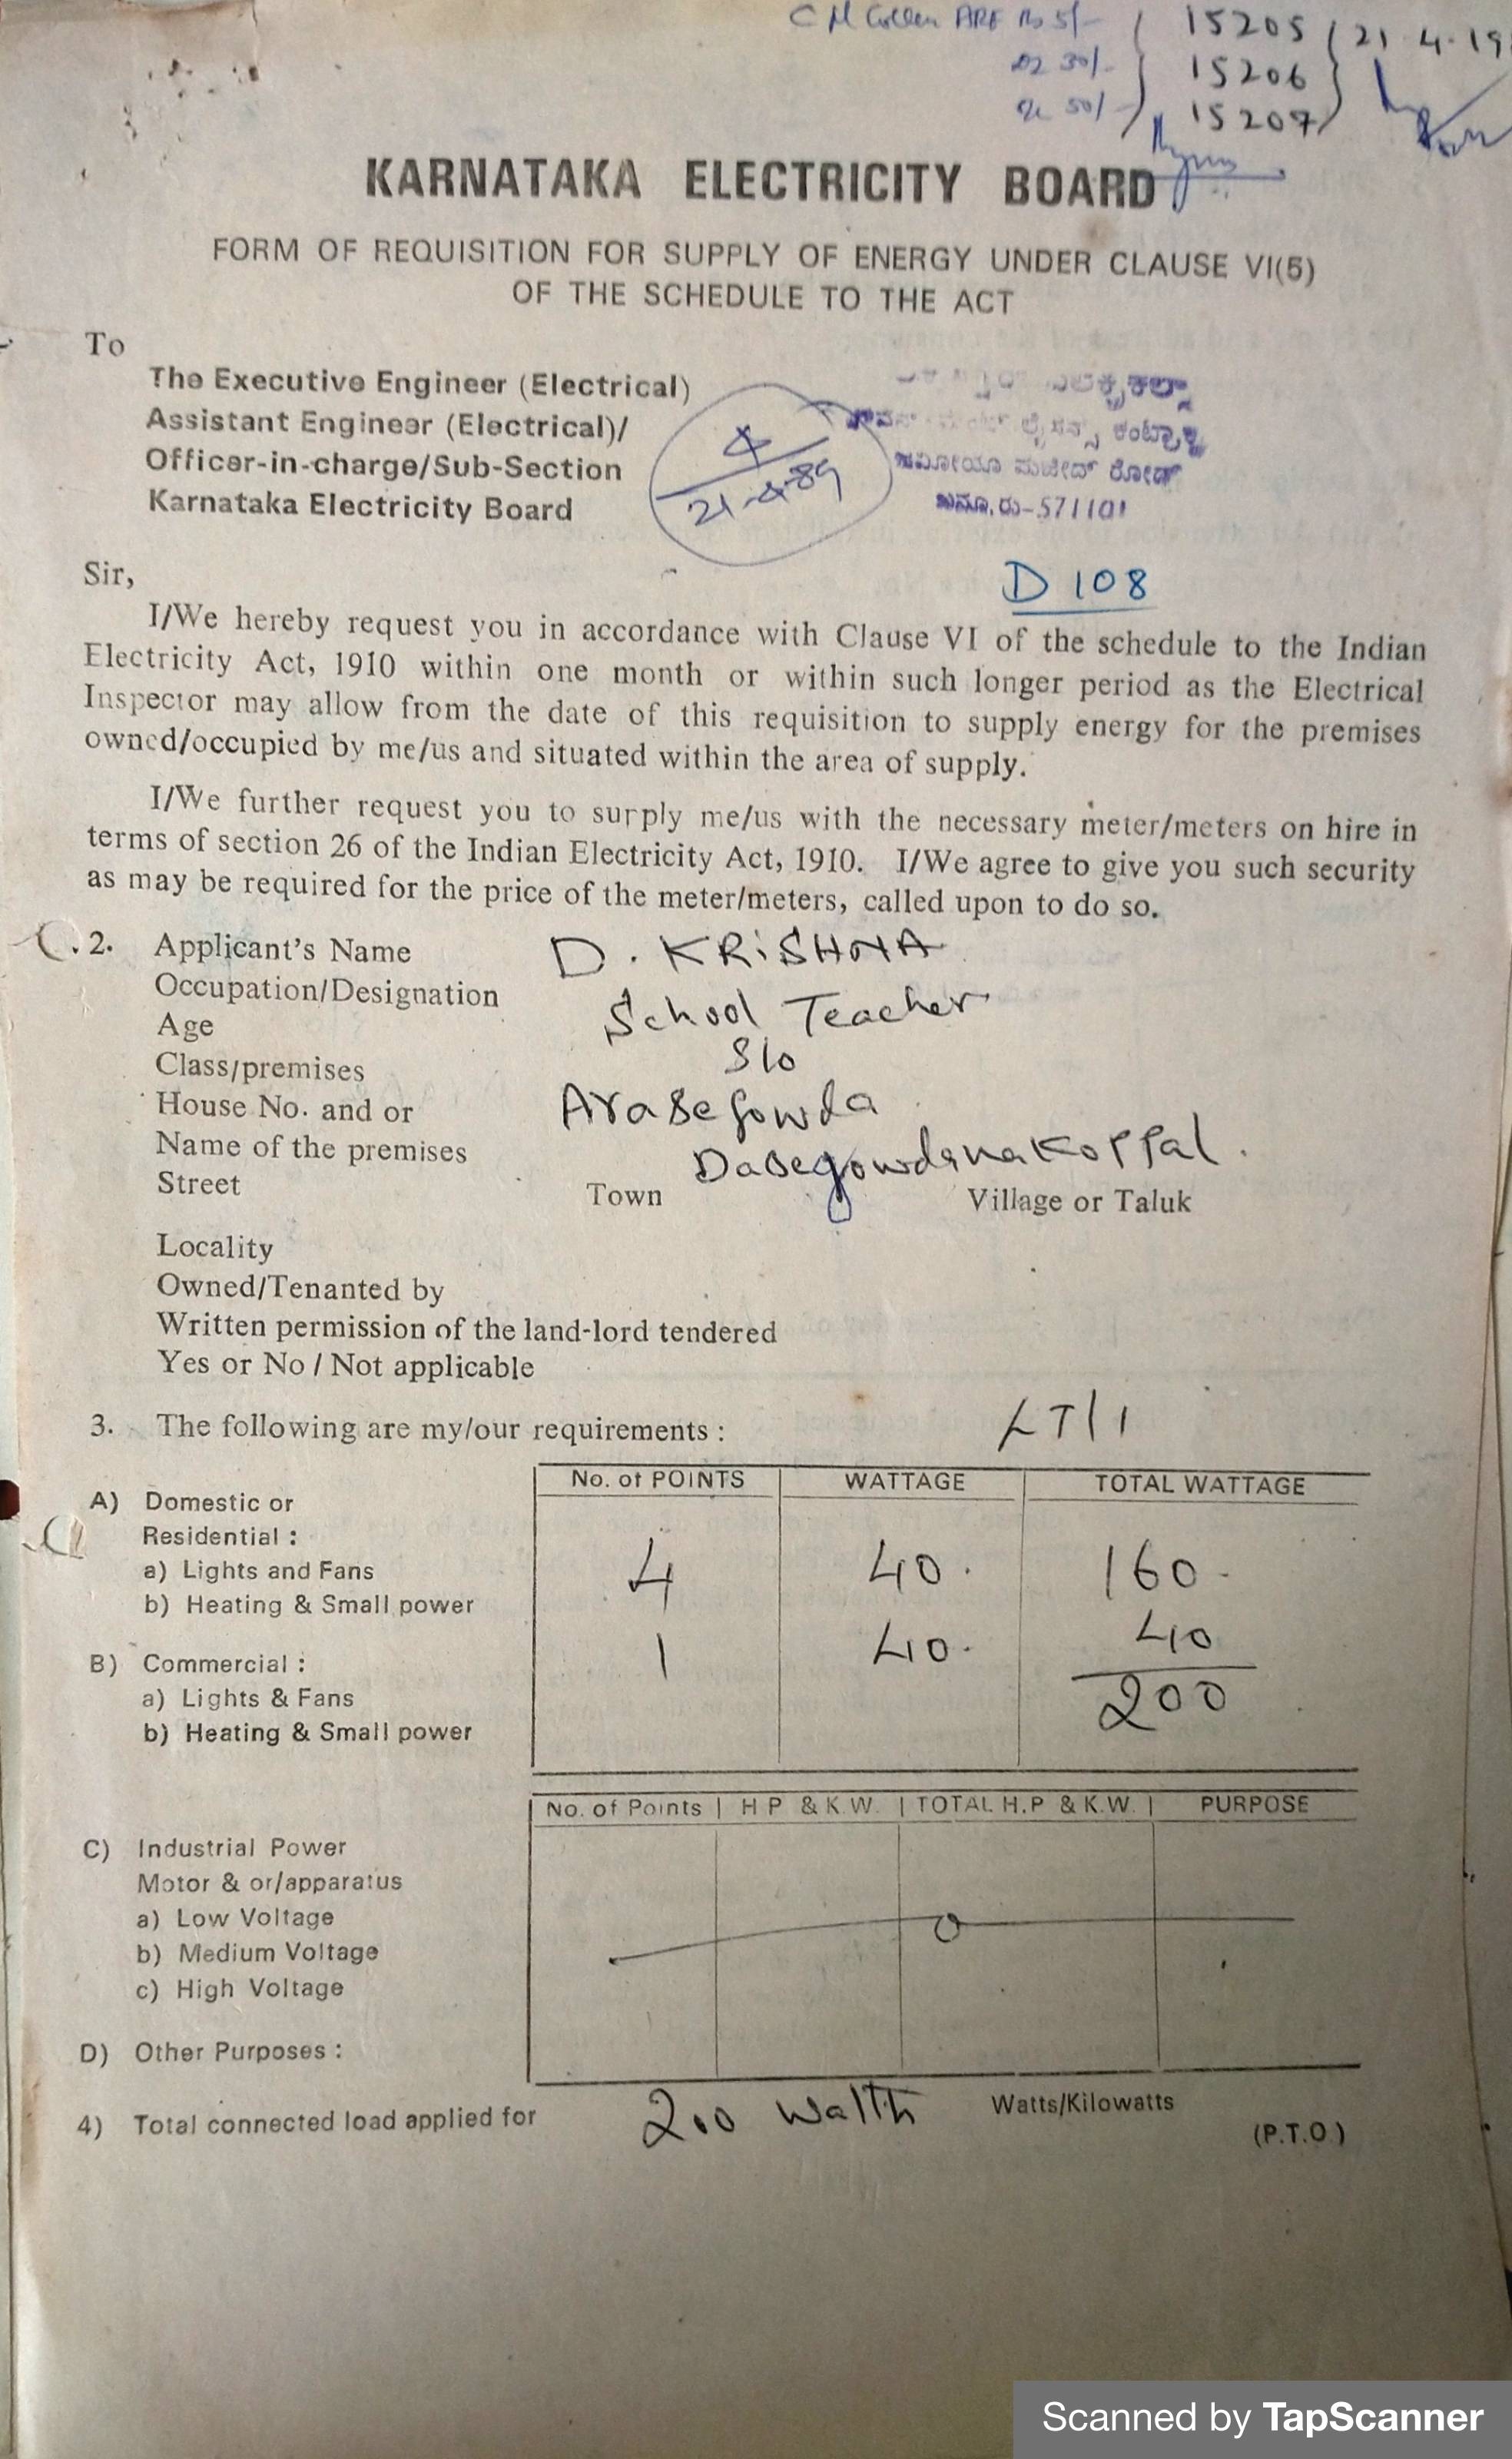 15205 21.4.19
30/- 15206
50/- 15207
KARNATAKA ELECTRICITY BOARD
FORM OF REQUISITION FOR SUPPLY OF ENERGY UNDER CLAUSE VI(5)
OF THE SCHEDULE TO THE ACT
To
The Executive Engineer (Electrical)
Assistant Engineer (Electrical)/
Officer-in-charge/Sub-Section
Karnataka Electricity Board
4
21-4-89
ರೋಡ್
-571101
Sir,
D 108
I/We hereby request you in accordance with Clause VI of the schedule to the Indian
Electricity Act, 1910 within one month or within such longer period as the Electrical
Inspector may allow from the date of this requisition to supply energy for the premises
owned/occupied by me/us and situated within the area of supply.
I/We further request you to surply me/us with the necessary meter/meters on hire in
terms of section 26 of the Indian Electricity Act, 1910. I/We agree to give you such security
as may be required for the price of the meter/meters, called upon to do so.
2. Applicant's Name D. KRiSHNA
Occupation/Designation School Teacher
Age
Class/premises S/o
House No. and or Arasegowda
Name of the premises Dasegowdanakoppal.
Street Town Village or Taluk
Locality
Owned/Tenanted by
Written permission of the land-lord tendered
Yes or No / Not applicable
3. The following are my/our requirements : LT/1
No. of POINTS WATTAGE TOTAL WATTAGE
A) Domestic or
Residential :
a) Lights and Fans 4 40. 160.
b) Heating & Small power
1 40. 40
B) Commercial :
a) Lights & Fans 200
b) Heating & Small power
No. of Points | H P & K.W. | TOTAL H.P & K.W. | PURPOSE
C) Industrial Power
Motor & or/apparatus
a) Low Voltage
b) Medium Voltage
c) High Voltage
D) Other Purposes :
4) Total connected load applied for 200 Watts/Kilowatts
(P.T.O.)
Scanned by TapScanner